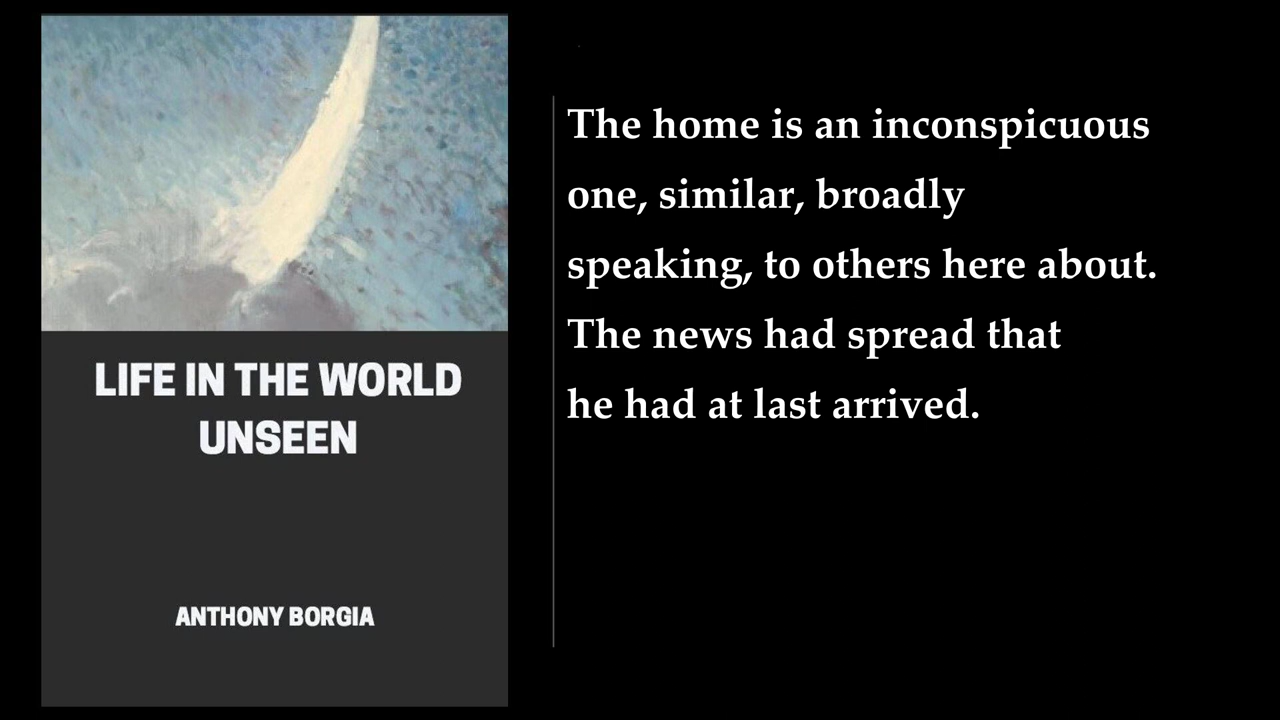 LIFE IN THE WORLD
UNSEEN
ANTHONY BORGIA
The home is an inconspicuous
one, similar, broadly
speaking, to others here about.
The news had spread that
he had at last arrived.